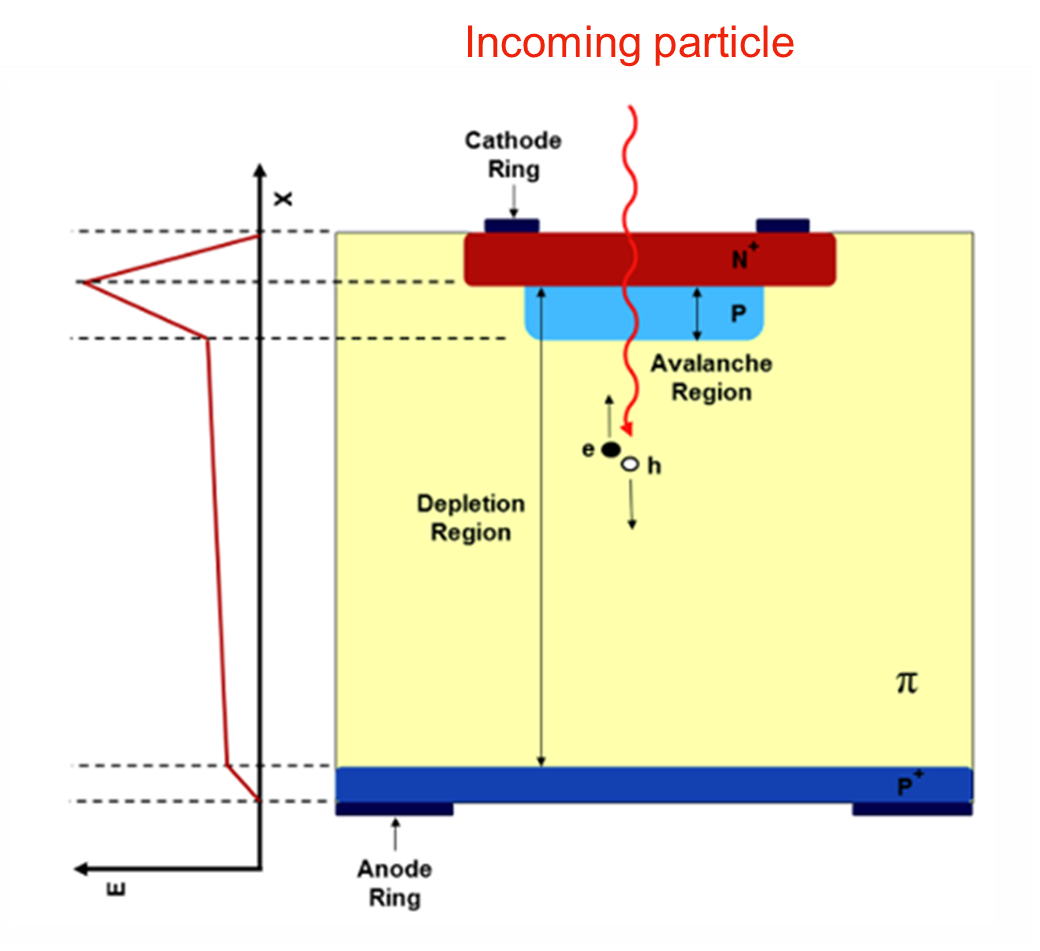 Incoming particle
Cathode
Ring
X
N+
P
Avalanche
Region
e
h
Depletion
Region
π
P+
Anode
Ring
E